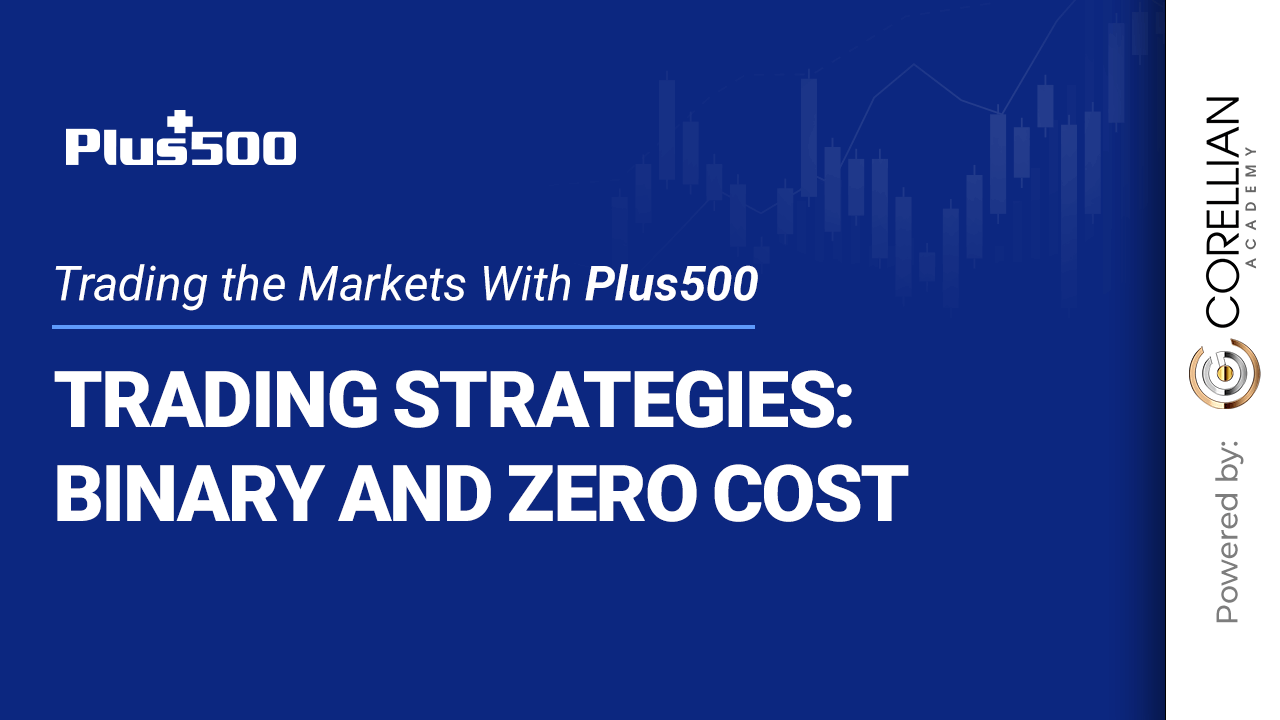 Plus500
Trading the Markets With Plus500
TRADING STRATEGIES:
BINARY AND ZERO COST
Powered by:
CORELLIAN
ACADEMY